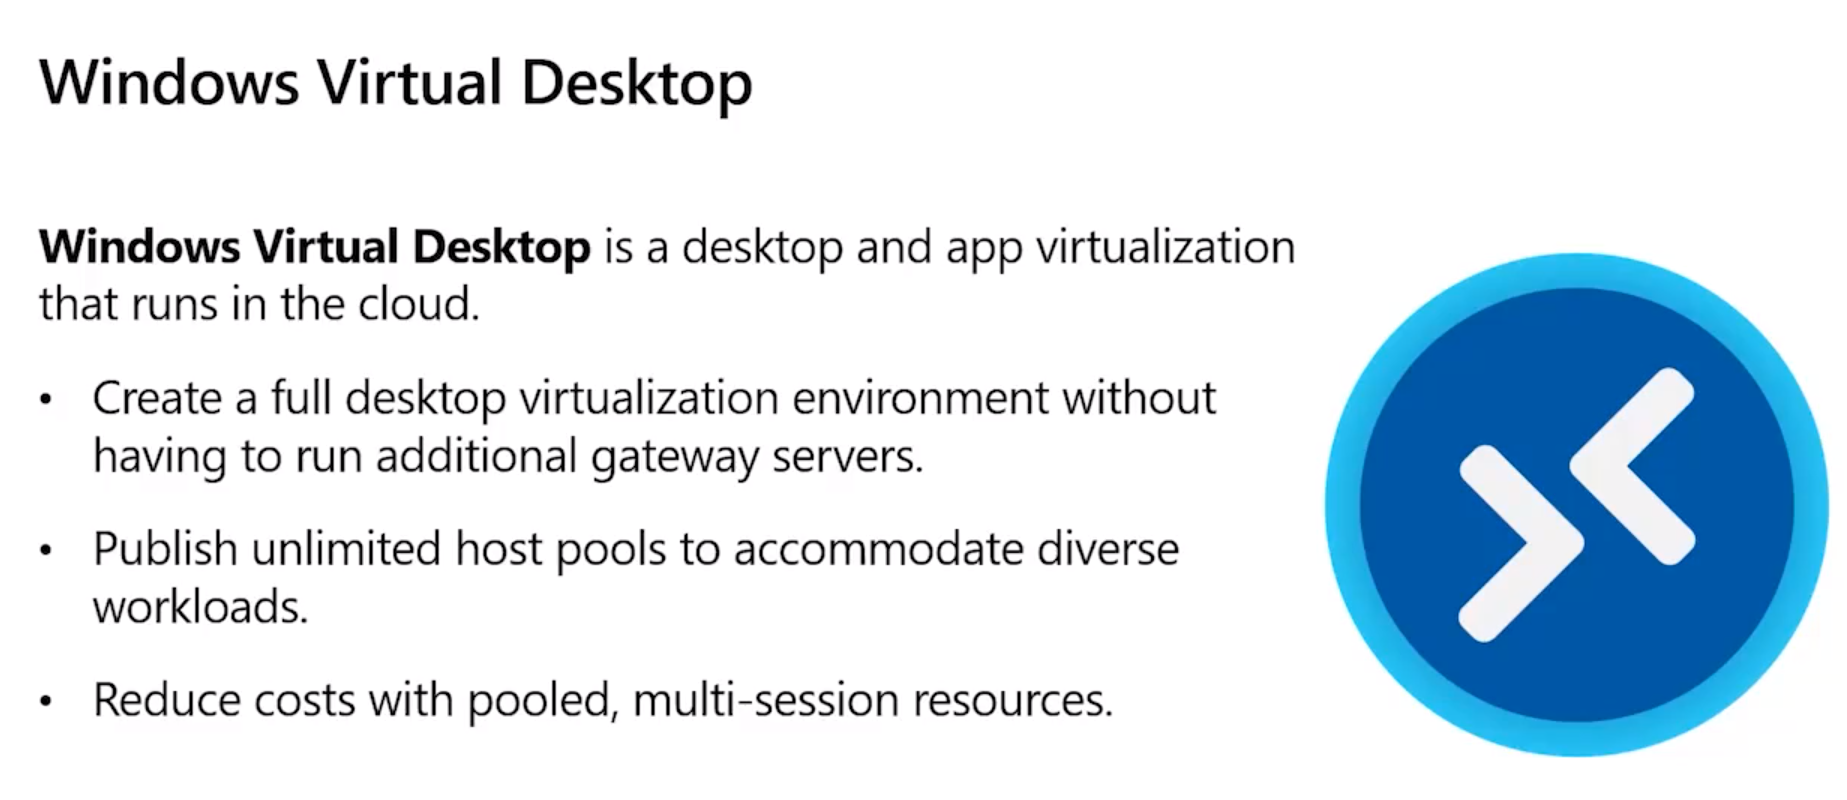 Windows Virtual Desktop
Windows Virtual Desktop is a desktop and app virtualization
that runs in the cloud.
• Create a full desktop virtualization environment without
having to run additional gateway servers.
• Publish unlimited host pools to accommodate diverse
workloads.
• Reduce costs with pooled, multi-session resources.